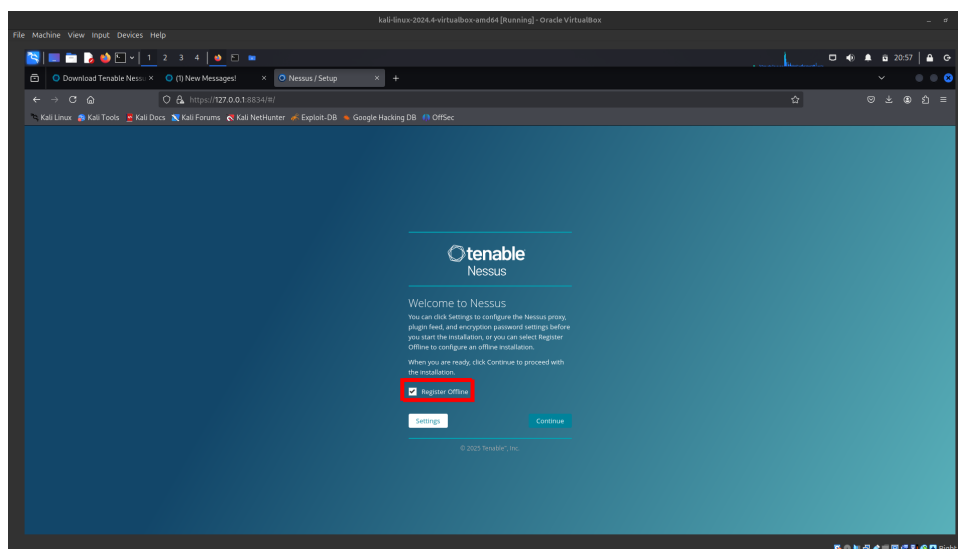 kali-linux-2024.4-virtualbox-amd64 [Running] - Oracle VirtualBox
File Machine View Input Devices Help
1 2 3 4
20:57
Download Tenable Nessu
(1) New Messages!
Nessus / Setup
https://127.0.0.1:8834/#/
Kali Linux Kali Tools Kali Docs Kali Forums Kali NetHunter Exploit-DB Google Hacking DB OffSec
tenable
Nessus
Welcome to Nessus
You can click Settings to configure the Nessus proxy,
plugin feed, and encryption password settings before
you start the installation, or you can select Register
Offline to configure an offline installation.
When you are ready, click Continue to proceed with
the installation.
Register Offline
Settings Continue
© 2025 Tenable™, Inc.
Right